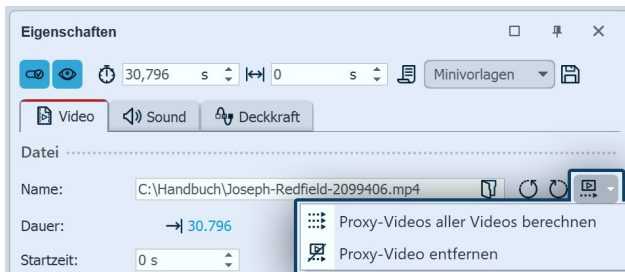 Eigenschaften
30,796 s 0 s Minivorlagen
Video Sound Deckkraft
Datei
Name: C:\Handbuch\Joseph-Redfield-2099406.mp4
Proxy-Videos aller Videos berechnen
Dauer: 30.796
Proxy-Video entfernen
Startzeit: 0 s